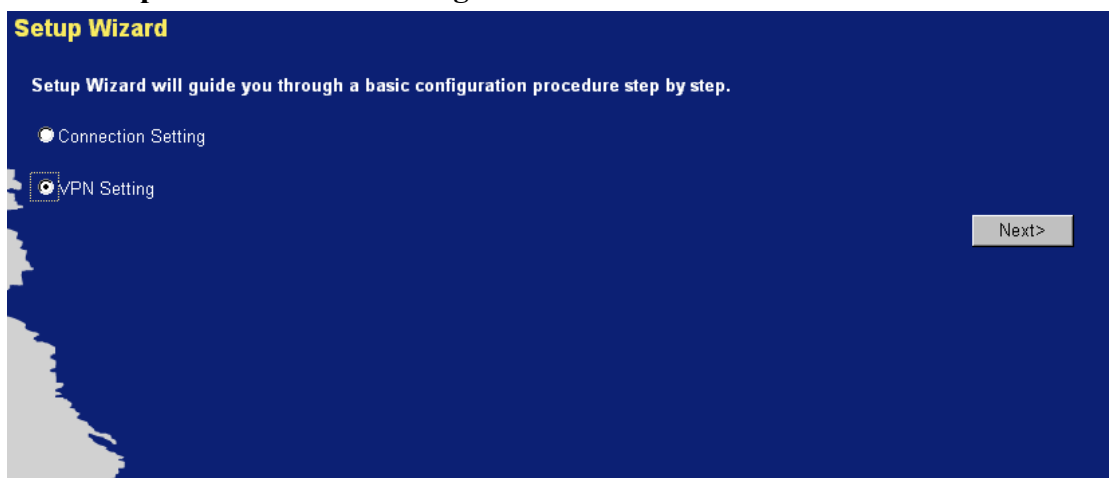 Setup Wizard
Setup Wizard will guide you through a basic configuration procedure step by step.
Connection Setting
VPN Setting
Next>